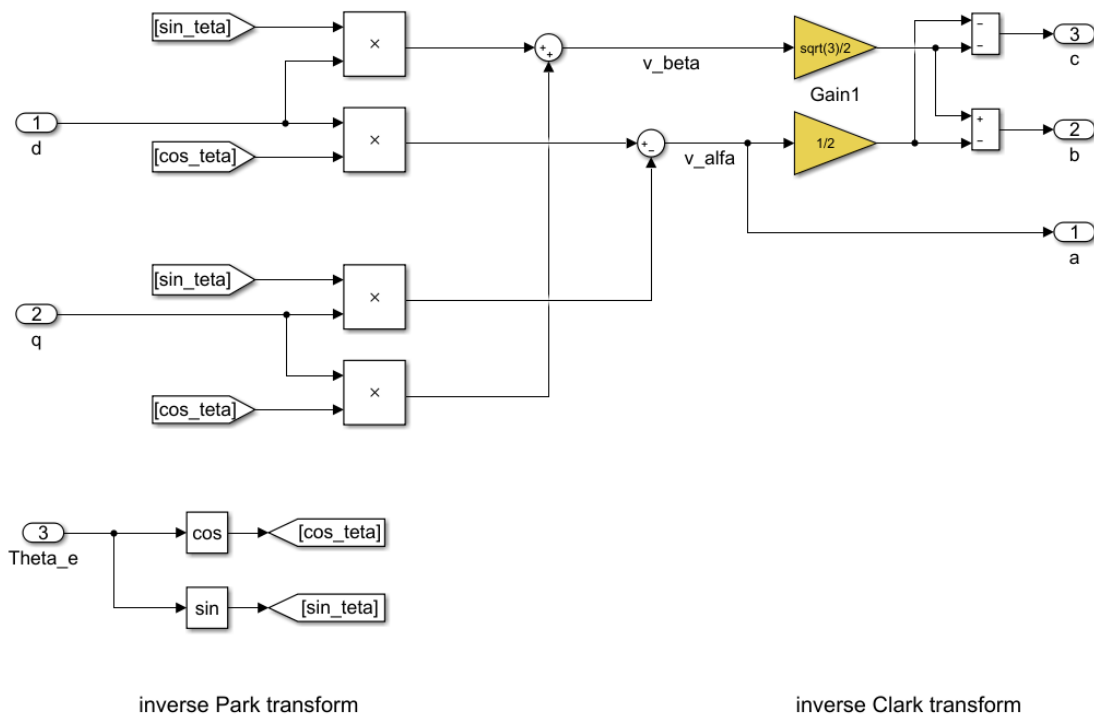 [sin_teta]
×
+
+
v_beta
sqrt(3)/2
Gain1
−
−
3
c
1
d
[cos_teta]
×
+
−
v_alfa
1/2
+
−
2
b
1
a
[sin_teta]
×
2
q
[cos_teta]
×
3
Theta_e
cos
[cos_teta]
sin
[sin_teta]
inverse Park transform
inverse Clark transform